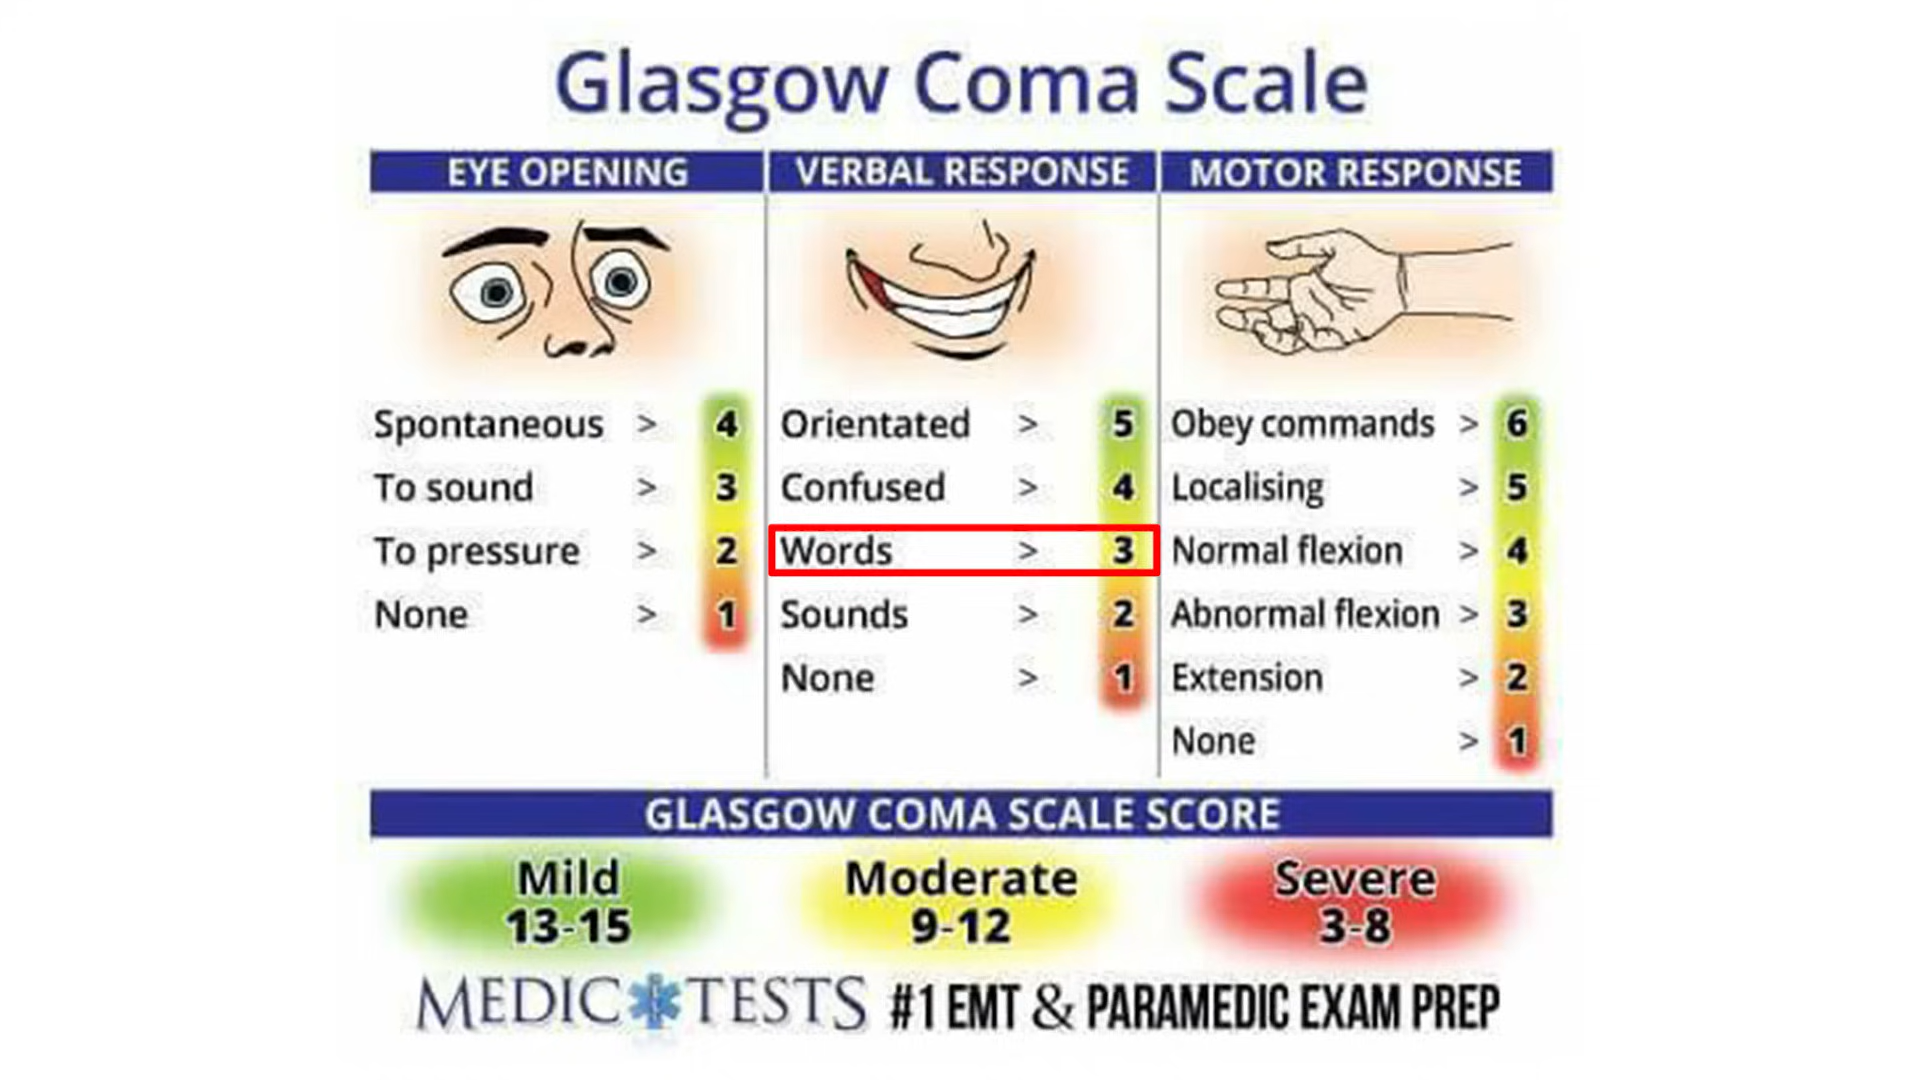 Glasgow Coma Scale
EYE OPENING
Spontaneous > 4
To sound > 3
To pressure > 2
None > 1
VERBAL RESPONSE
Orientated > 5
Confused > 4
Words > 3
Sounds > 2
None > 1
MOTOR RESPONSE
Obey commands > 6
Localising > 5
Normal flexion > 4
Abnormal flexion > 3
Extension > 2
None > 1
GLASGOW COMA SCALE SCORE
Mild
13-15
Moderate
9-12
Severe
3-8
MEDIC TESTS #1 EMT & PARAMEDIC EXAM PREP